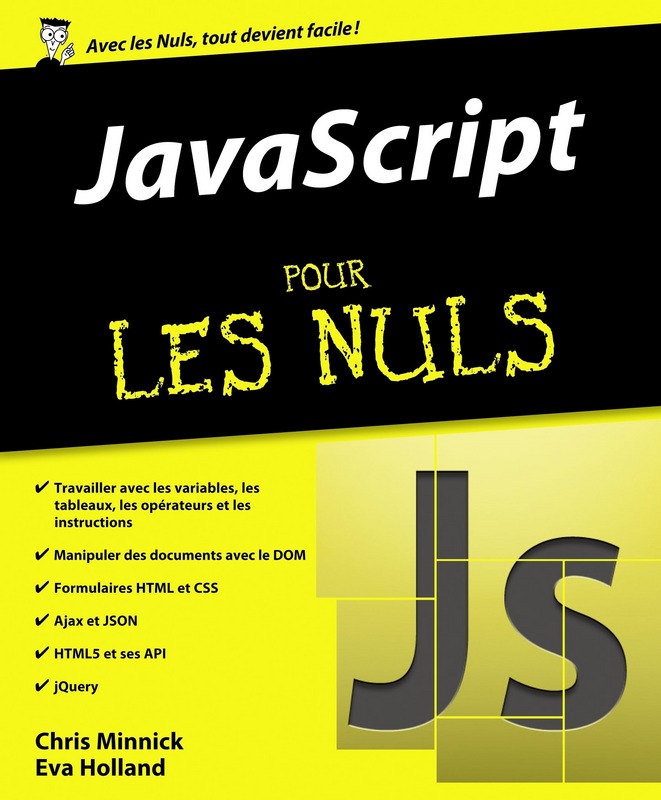 Avec les Nuls, tout devient facile !
JavaScript
POUR
LES NULS
✔ Travailler avec les variables, les
tableaux, les opérateurs et les
instructions
✔ Manipuler des documents avec le DOM
✔ Formulaires HTML et CSS
✔ Ajax et JSON
✔ HTML5 et ses API
✔ jQuery
Js
Chris Minnick
Eva Holland